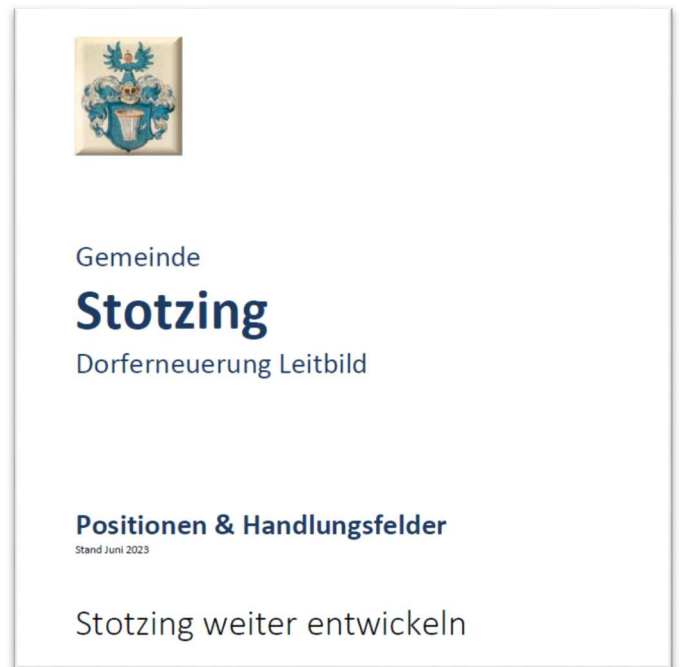 Gemeinde
Stotzing
Dorferneuerung Leitbild
Positionen & Handlungsfelder
Stand Juni 2023
Stotzing weiter entwickeln